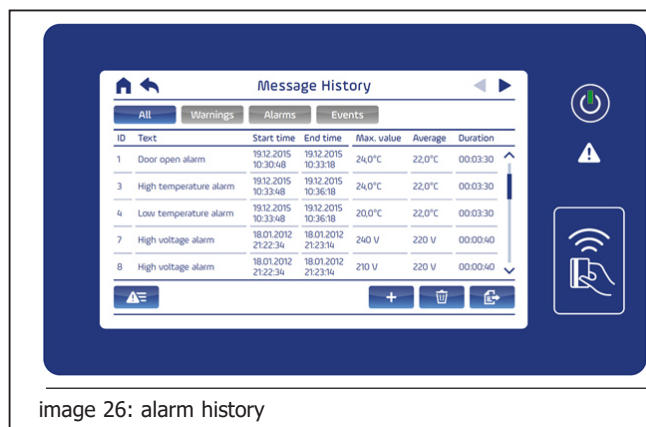 Message History
All Warnings Alarms Events
ID Text Start time End time Max. value Average Duration
1 Door open alarm 19.12.2015 10:30:48 19.12.2015 10:33:18 24,0°C 22,0°C 00:03:30
3 High temperature alarm 19.12.2015 10:33:48 19.12.2015 10:36:18 24,0°C 22,0°C 00:03:30
4 Low temperature alarm 19.12.2015 10:33:48 19.12.2015 10:36:18 20,0°C 22,0°C 00:03:30
7 High voltage alarm 18.01.2012 21:22:34 18.01.2012 21:23:14 240 V 220 V 00:00:40
8 High voltage alarm 18.01.2012 21:22:34 18.01.2012 21:23:14 210 V 220 V 00:00:40
image 26: alarm history